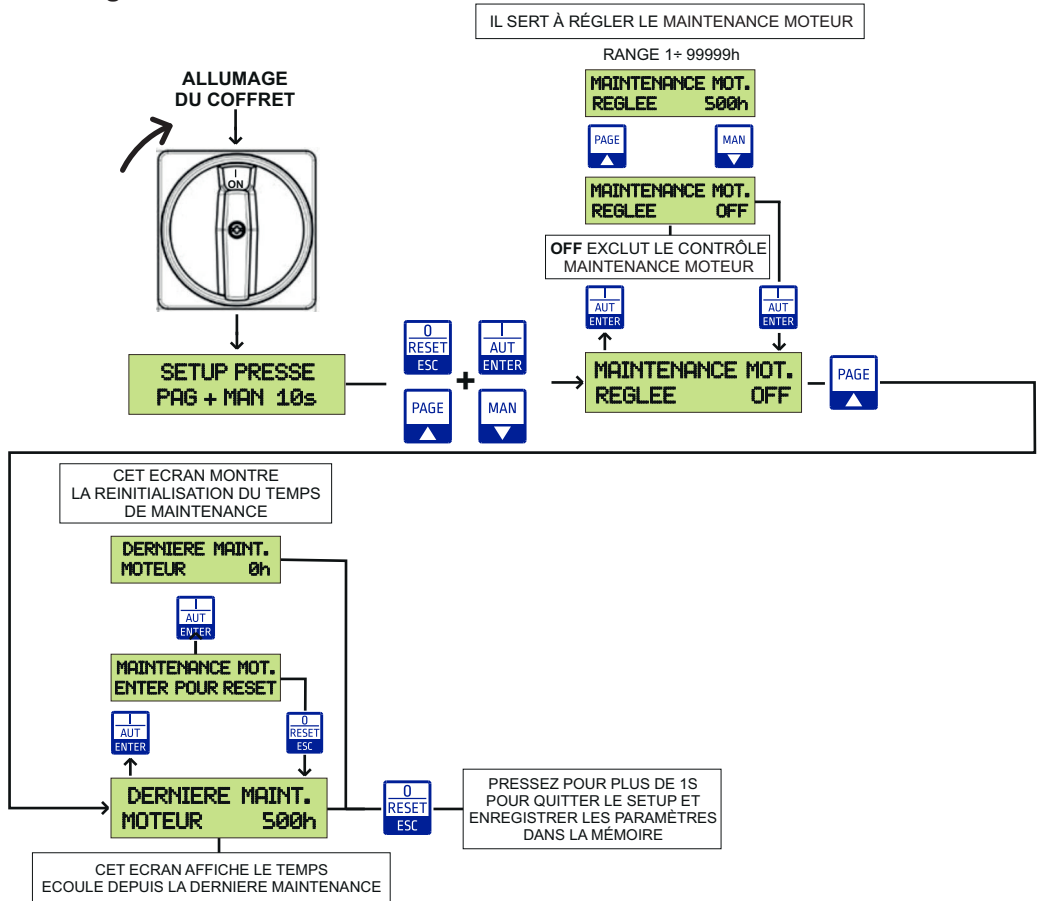 IL SERT À RÉGLER LE MAINTENANCE MOTEUR
RANGE 1÷ 99999h
MAINTENANCE MOT.
REGLEE 500h
PAGE
MAN
MAINTENANCE MOT.
REGLEE OFF
OFF EXCLUT LE CONTRÔLE
MAINTENANCE MOTEUR
I
AUT
ENTER
I
AUT
ENTER
ALLUMAGE
DU COFFRET
I
ON
SETUP PRESSE
PAG + MAN 10s
0
RESET
ESC
+
I
AUT
ENTER
PAGE
MAN
MAINTENANCE MOT.
REGLEE OFF
PAGE
CET ECRAN MONTRE
LA REINITIALISATION DU TEMPS
DE MAINTENANCE
DERNIERE MAINT.
MOTEUR 0h
I
AUT
ENTER
MAINTENANCE MOT.
ENTER POUR RESET
I
AUT
ENTER
0
RESET
ESC
DERNIERE MAINT.
MOTEUR 500h
0
RESET
ESC
PRESSEZ POUR PLUS DE 1S
POUR QUITTER LE SETUP ET
ENREGISTRER LES PARAMÈTRES
DANS LA MÉMOIRE
CET ECRAN AFFICHE LE TEMPS
ECOULE DEPUIS LA DERNIERE MAINTENANCE